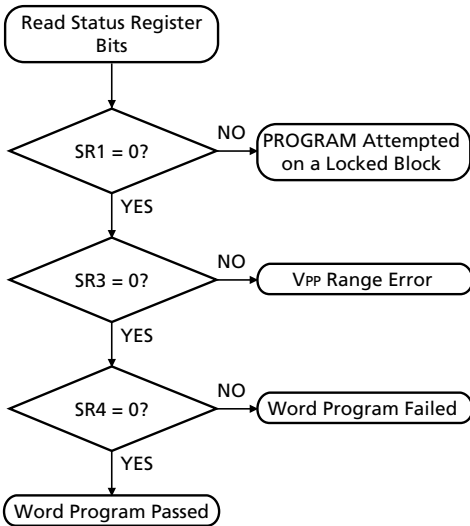 Read Status Register
Bits
NO
SR1 = 0?
PROGRAM Attempted
on a Locked Block
YES
NO
SR3 = 0?
VPP Range Error
YES
NO
SR4 = 0?
Word Program Failed
YES
Word Program Passed